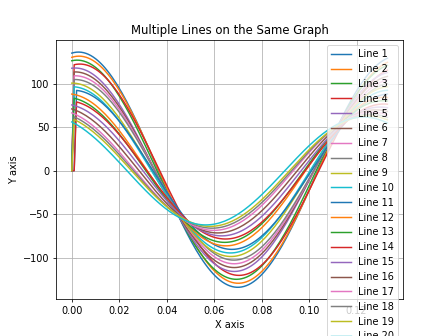 Multiple Lines on the Same Graph
Y axis
100
50
0
−50
−100
0.00
0.02
0.04
0.06
0.08
0.10
X axis
Line 1
Line 2
Line 3
Line 4
Line 5
Line 6
Line 7
Line 8
Line 9
Line 10
Line 11
Line 12
Line 13
Line 14
Line 15
Line 16
Line 17
Line 18
Line 19
Line 20